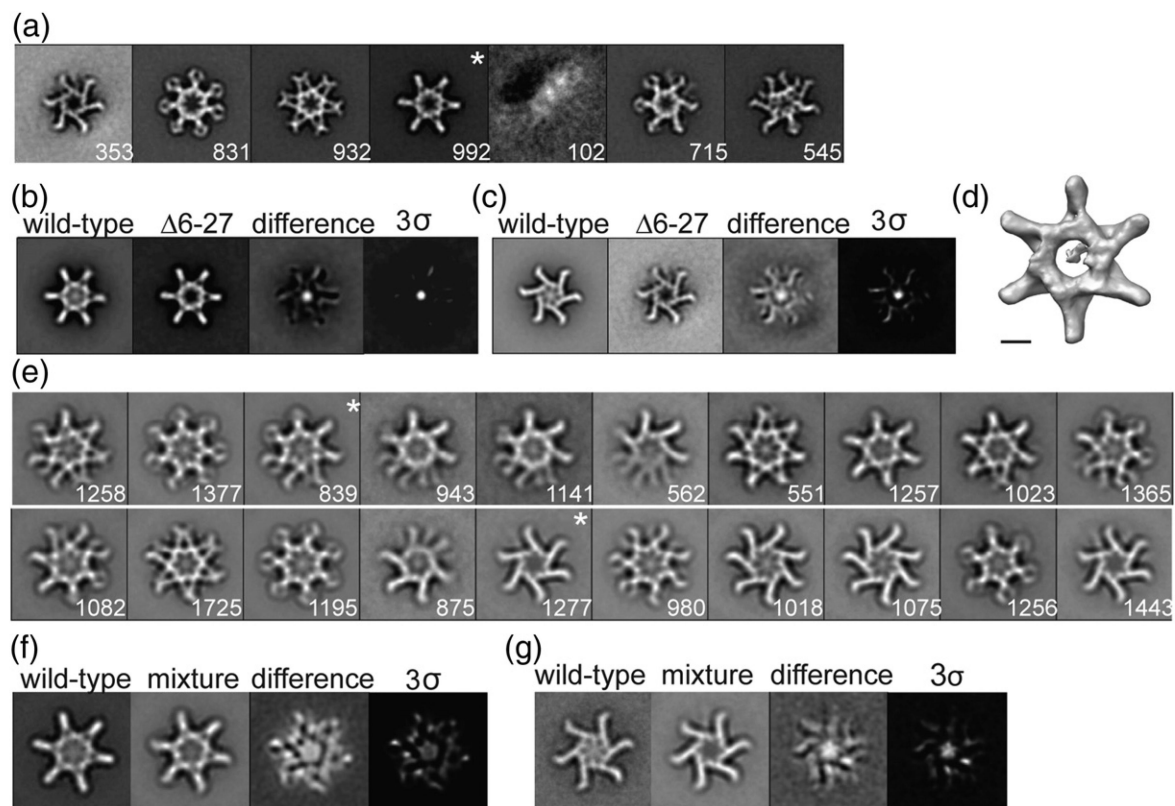 (a)
*
353 831 932 992 102 715 545
(b) (c) (d)
wild-type Δ6-27 difference 3σ wild-type Δ6-27 difference 3σ
(e)
*
1258 1377 839 943 1141 562 551 1257 1023 1365
*
1082 1725 1195 875 1277 980 1018 1075 1256 1443
(f) (g)
wild-type mixture difference 3σ wild-type mixture difference 3σ